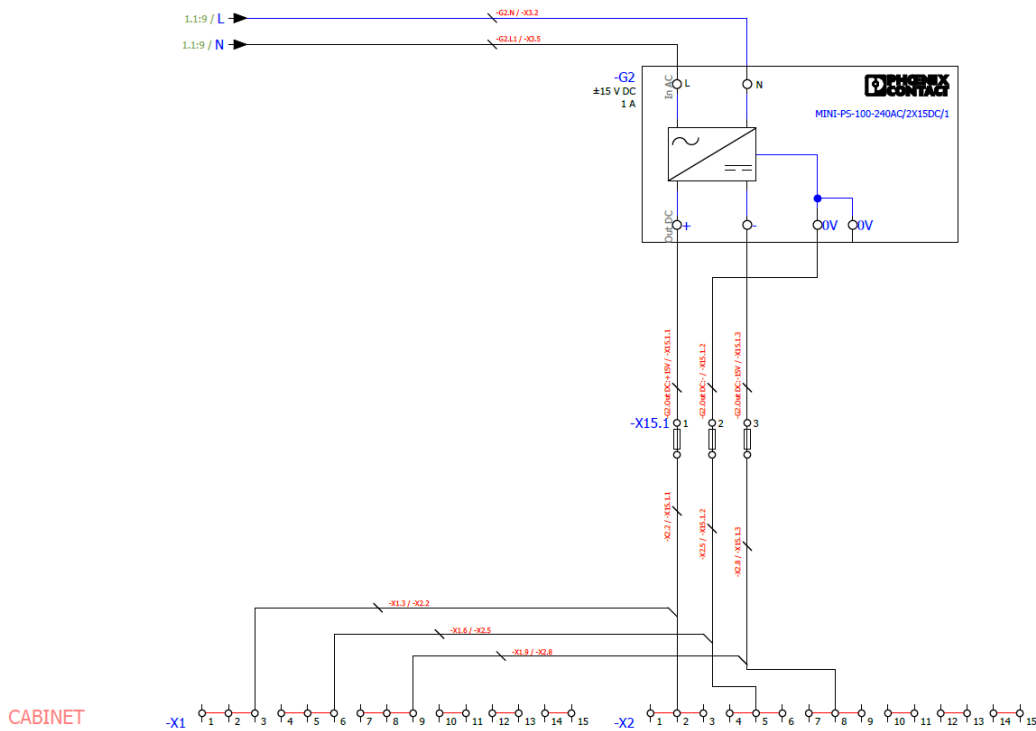 1.1:9 / L
-G2.N / -X3.2
1.1:9 / N
-G2.L1 / -X3.5
-G2
±15 V DC
1 A
In AC
L
N
PHOENIX
CONTACT
MINI-PS-100-240AC/2X15DC/1
Out DC
+
-
0V
0V
-G2.Out DC:+15V / -X15.1.1
-G2.Out DC:- / -X15.1.2
-G2.Out DC:-15V / -X15.1.3
-X15.1
1
2
3
-X2.2 / -X15.1.1
-X2.5 / -X15.1.2
-X2.8 / -X15.1.3
-X1.3 / -X2.2
-X1.6 / -X2.5
-X1.9 / -X2.8
CABINET
-X1
1 2 3 4 5 6 7 8 9 10 11 12 13 14 15
-X2
1 2 3 4 5 6 7 8 9 10 11 12 13 14 15